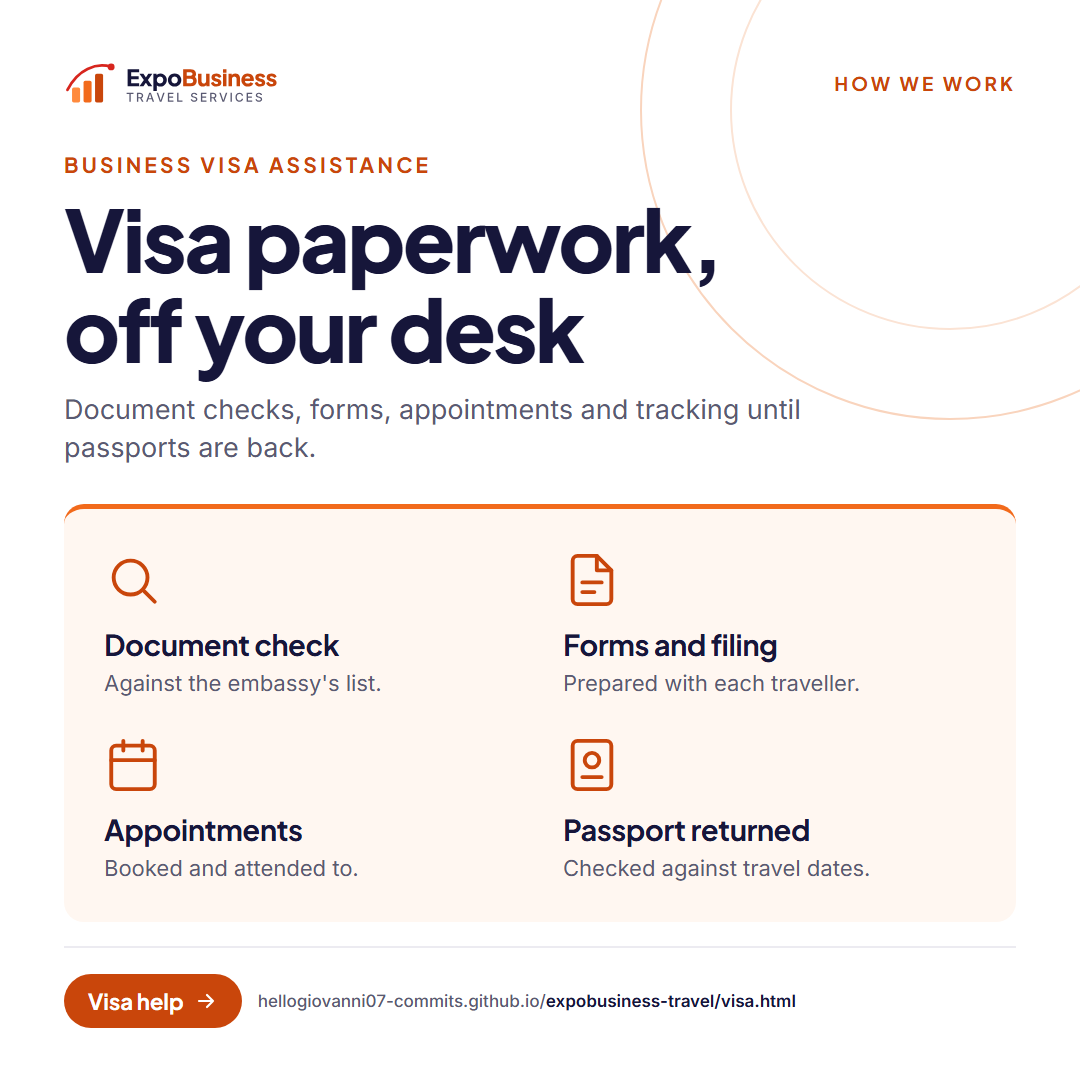 ExpoBusiness
TRAVEL SERVICES
HOW WE WORK
BUSINESS VISA ASSISTANCE
Visa paperwork,
off your desk
Document checks, forms, appointments and tracking until
passports are back.
Document check
Against the embassy's list.
Forms and filing
Prepared with each traveller.
Appointments
Booked and attended to.
Passport returned
Checked against travel dates.
Visa help →
hellogiovanni07-commits.github.io/expobusiness-travel/visa.html